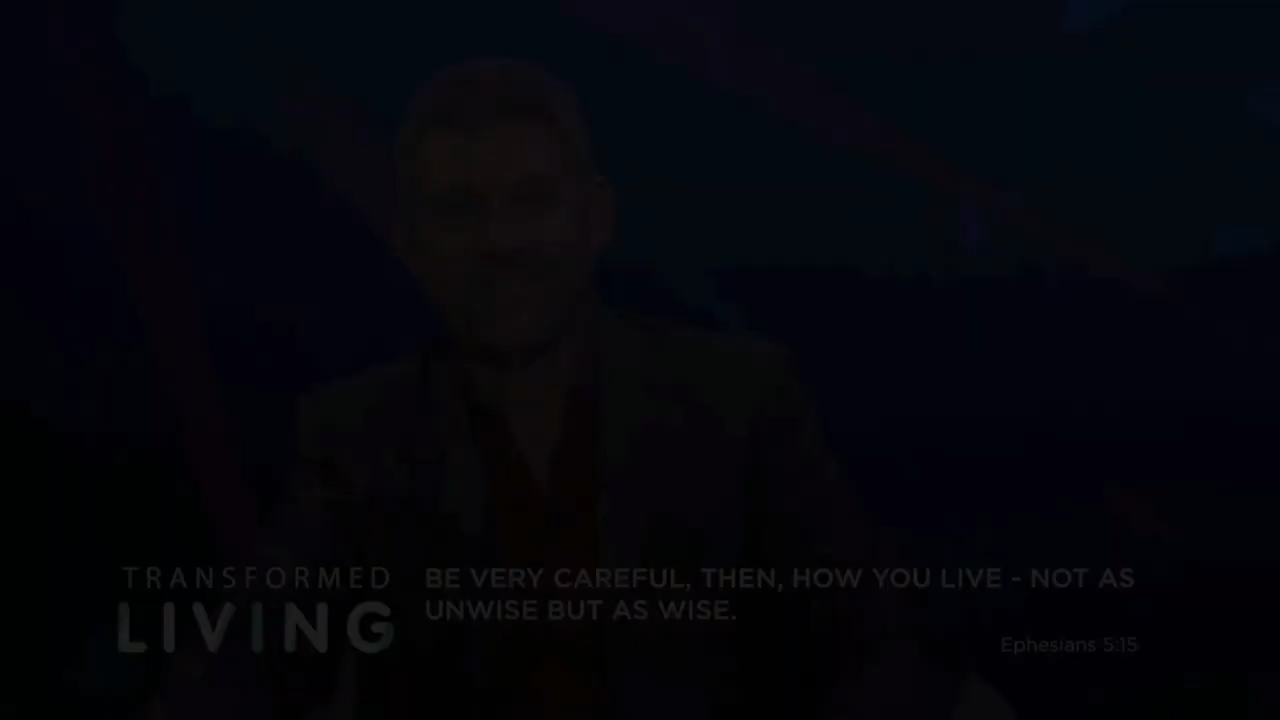 TRANSFORMED
LIVING
BE VERY CAREFUL, THEN, HOW YOU LIVE - NOT AS
UNWISE BUT AS WISE.
Ephesians 5:15